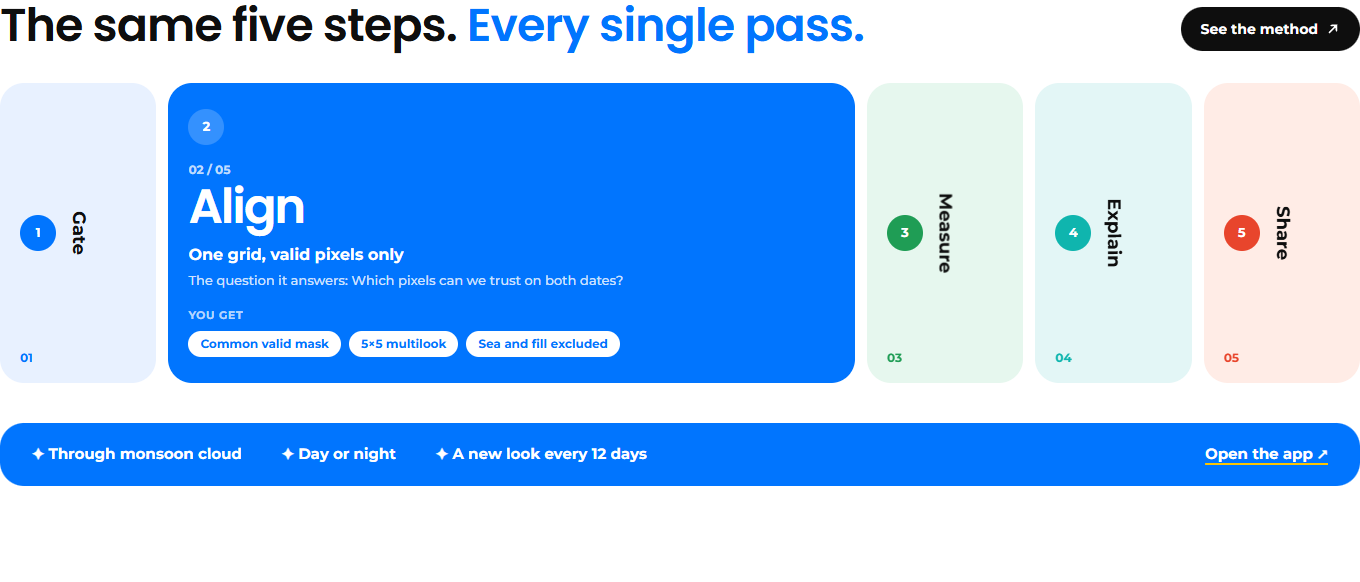 The same five steps. Every single pass.
See the method ↗
1
Gate
01
2
02 / 05
Align
One grid, valid pixels only
The question it answers: Which pixels can we trust on both dates?
YOU GET
Common valid mask
5×5 multilook
Sea and fill excluded
3
Measure
03
4
Explain
04
5
Share
05
✦ Through monsoon cloud
✦ Day or night
✦ A new look every 12 days
Open the app ↗